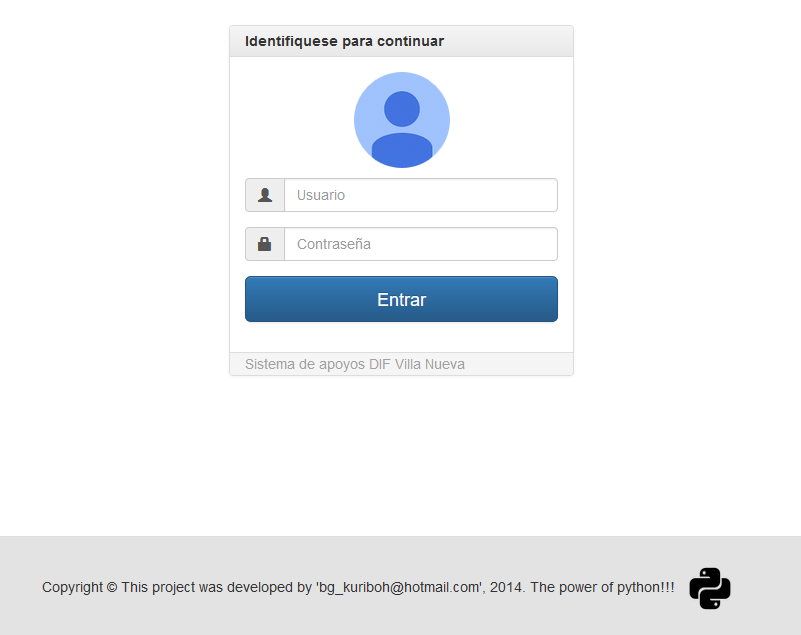 Identifiquese para continuar
Usuario
Contraseña
Entrar
Sistema de apoyos DIF Villa Nueva
Copyright © This project was developed by 'bg_kuriboh@hotmail.com', 2014. The power of python!!!